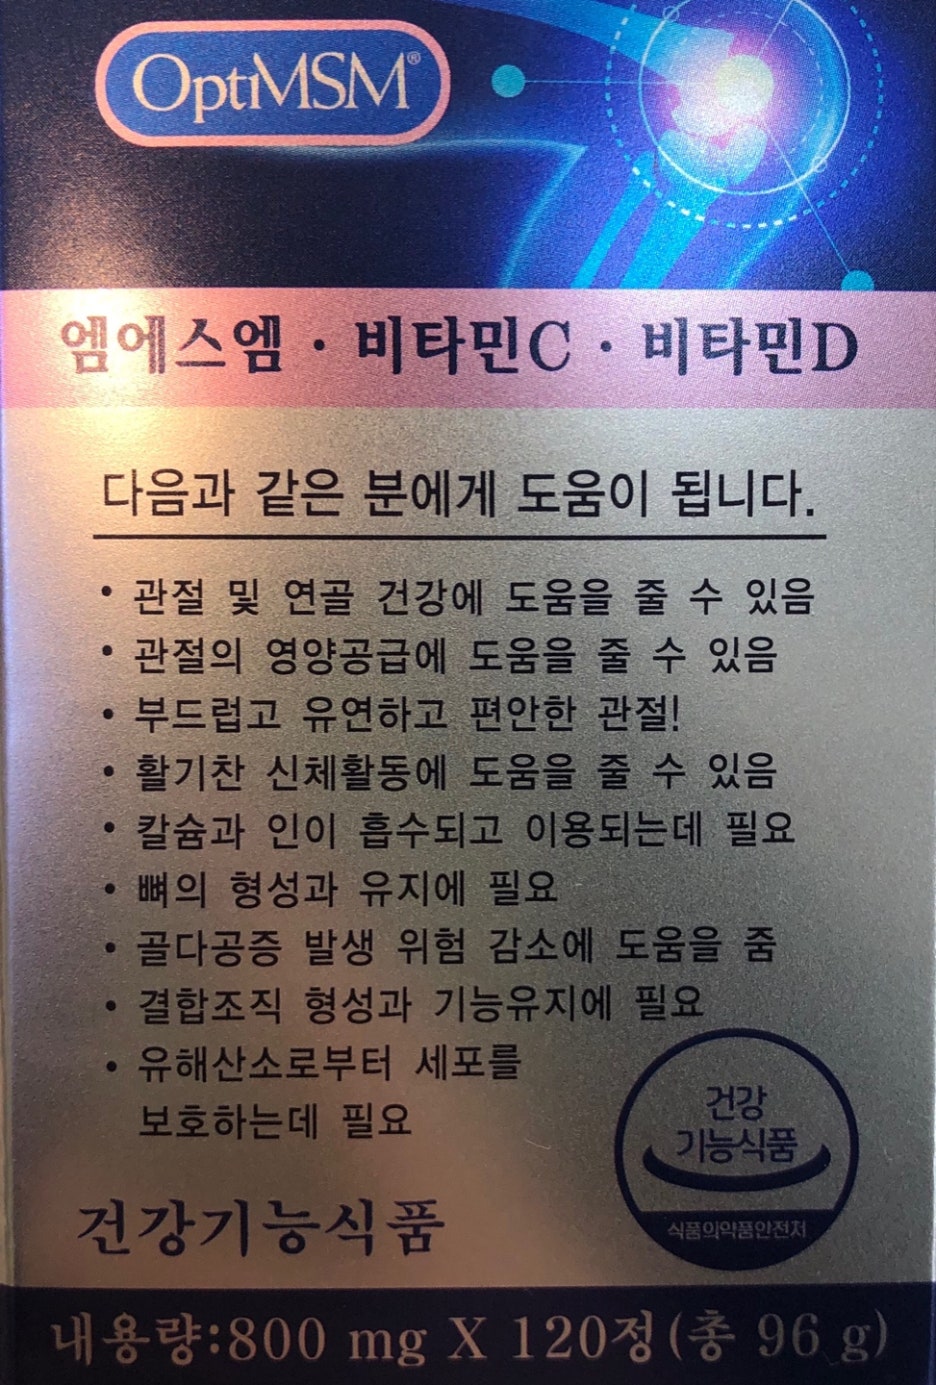 OptiMSM®
엠에스엠 · 비타민C · 비타민D
다음과 같은 분에게 도움이 됩니다.
• 관절 및 연골 건강에 도움을 줄 수 있음
• 관절의 영양공급에 도움을 줄 수 있음
• 부드럽고 유연하고 편안한 관절!
• 활기찬 신체활동에 도움을 줄 수 있음
• 칼슘과 인이 흡수되고 이용되는데 필요
• 뼈의 형성과 유지에 필요
• 골다공증 발생 위험 감소에 도움을 줌
• 결합조직 형성과 기능유지에 필요
• 유해산소로부터 세포를
보호하는데 필요
건강
기능식품
식품의약품안전처
건강기능식품
내용량:800 mg X 120정(총 96 g)